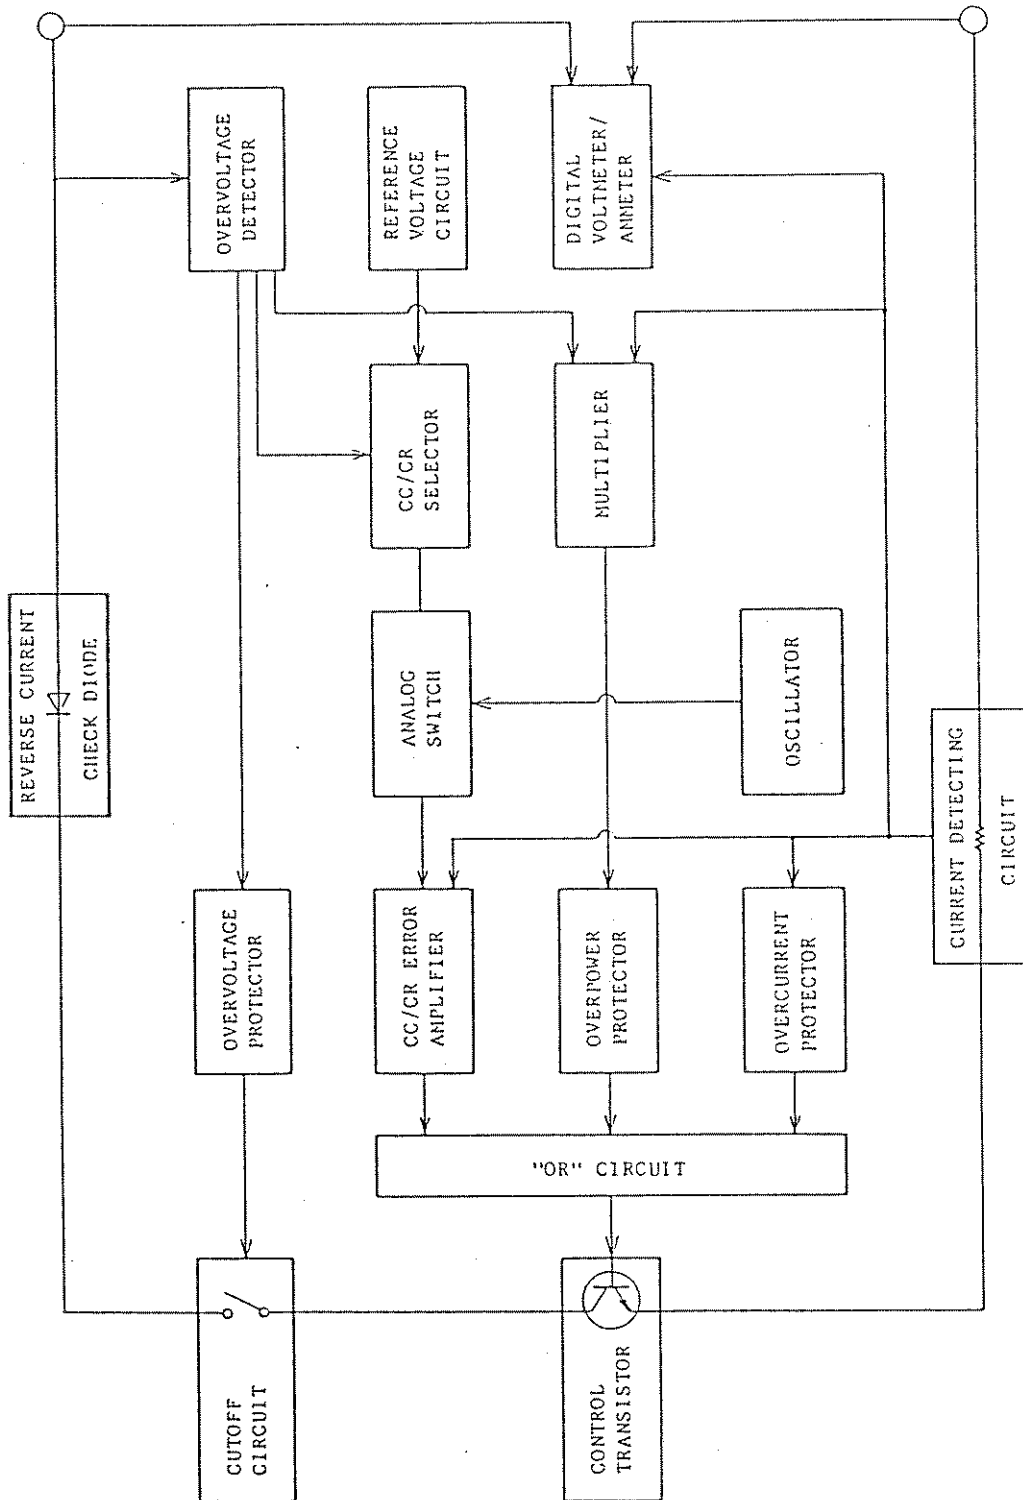 REVERSE CURRENT
CHECK DIODE
CUTOFF
CIRCUIT
OVERVOLTAGE
PROTECTOR
OVERVOLTAGE
DETECTOR
CC/CR ERROR
AMPLIFIER
ANALOG
SWITCH
CC/CR
SELECTOR
REFERENCE
VOLTAGE
CIRCUIT
CONTROL
TRANSISTOR
"OR" CIRCUIT
OVERPOWER
PROTECTOR
MULTIPLIER
DIGITAL
VOLTMETER/
ANMETER
OVERCURRENT
PROTECTOR
OSCILLATOR
CURRENT DETECTING
CIRCUIT